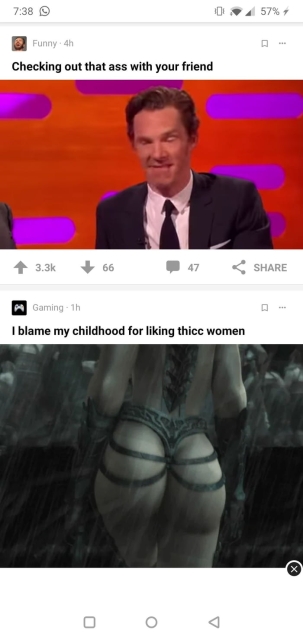 7:38
57%
Funny · 4h
Checking out that ass with your friend
3.3k
66
47
SHARE
Gaming · 1h
I blame my childhood for liking thicc women